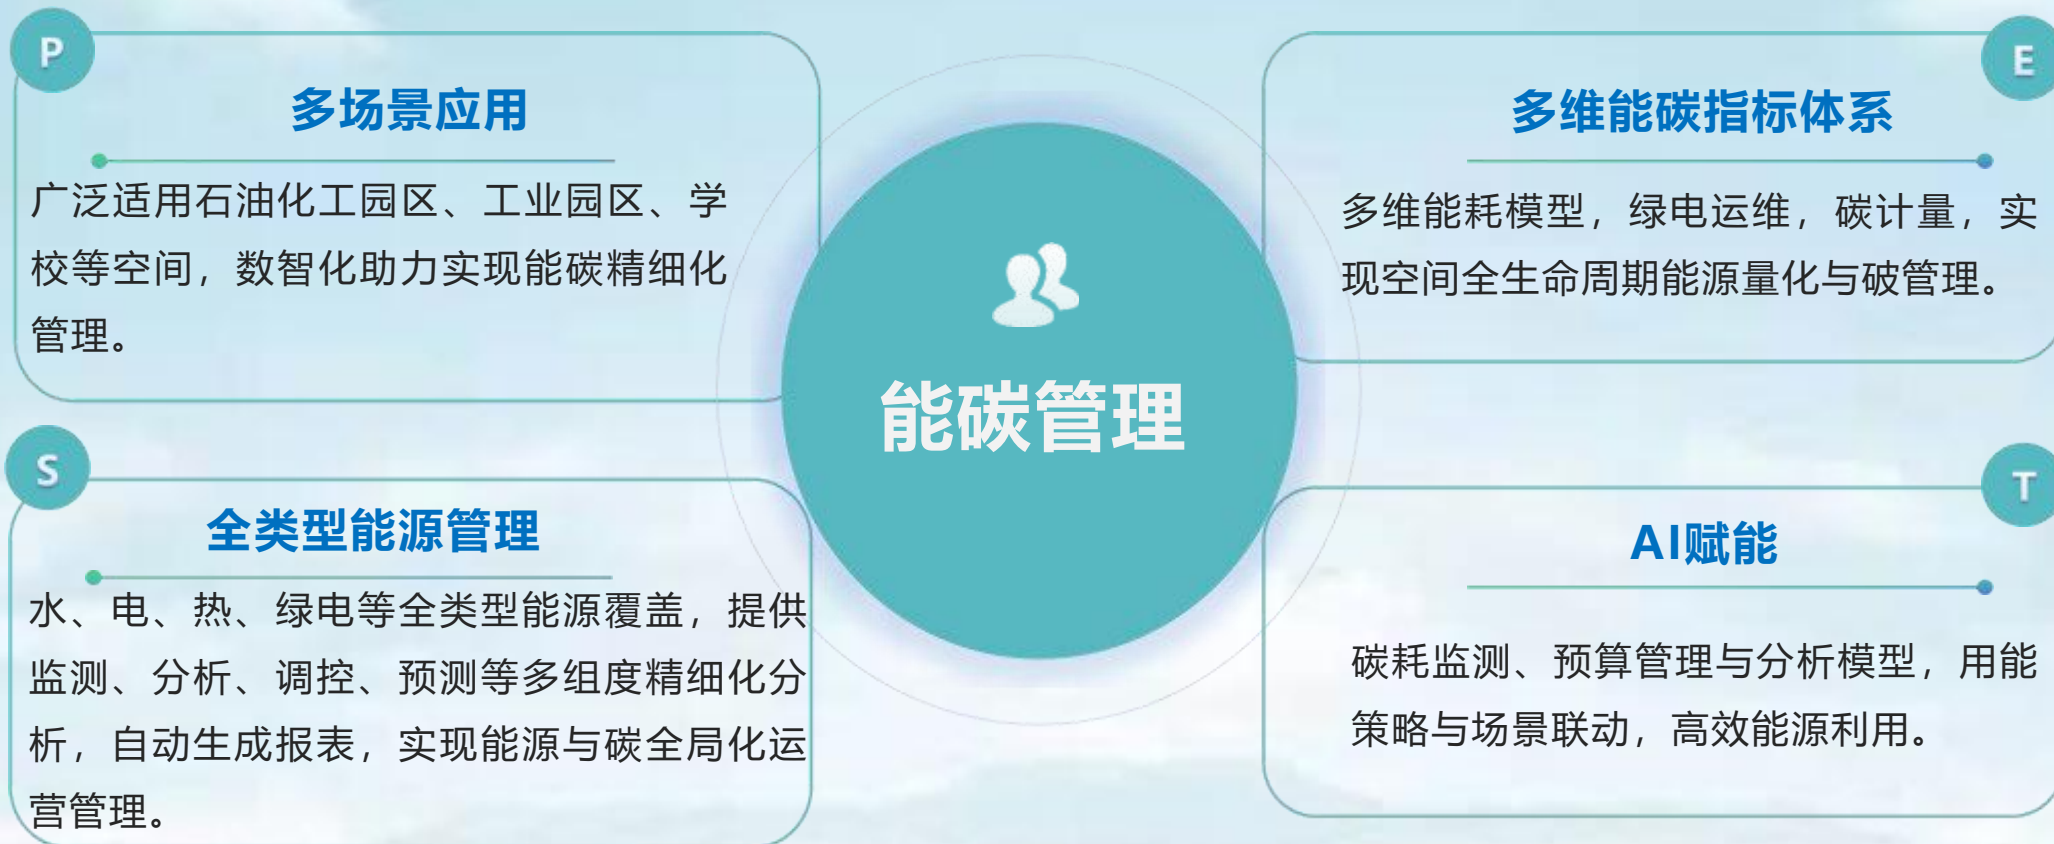 P
多场景应用
广泛适用石油化工园区、工业园区、学
校等空间，数智化助力实现能碳精细化
管理。
E
多维能碳指标体系
多维能耗模型，绿电运维，碳计量，实
现空间全生命周期能源量化与破管理。
能碳管理
S
全类型能源管理
水、电、热、绿电等全类型能源覆盖，提供
监测、分析、调控、预测等多组度精细化分
析，自动生成报表，实现能源与碳全局化运
营管理。
T
AI赋能
碳耗监测、预算管理与分析模型，用能
策略与场景联动，高效能源利用。